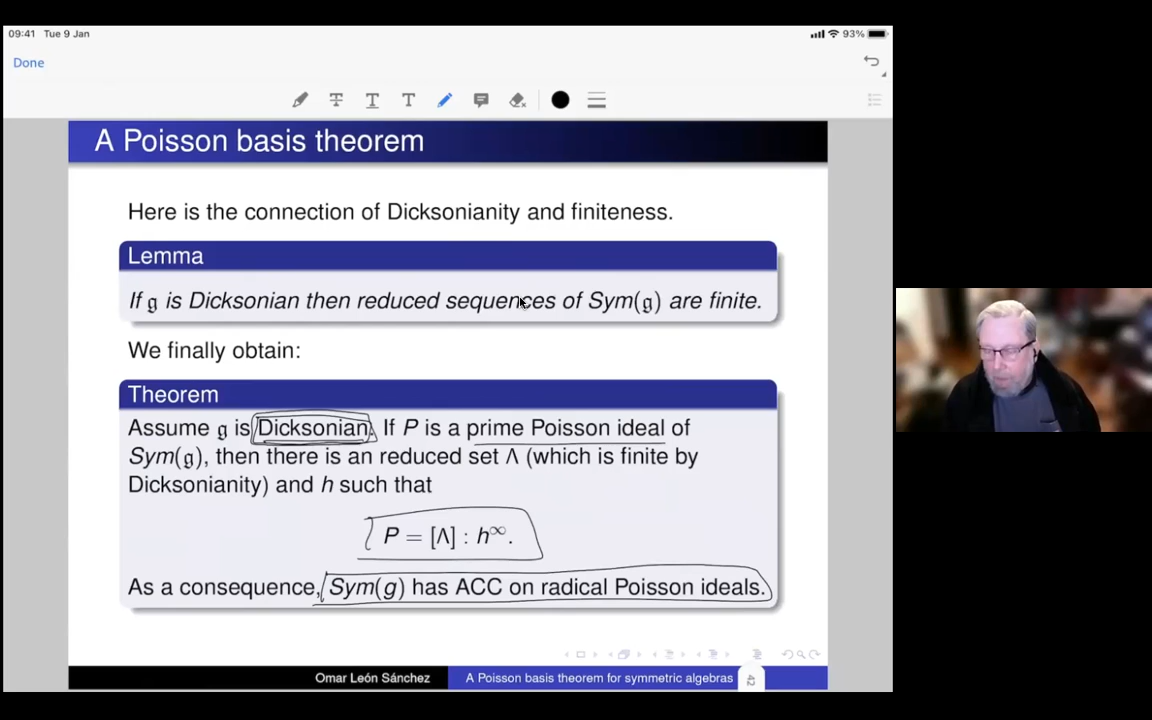 09:41 Tue 9 Jan
93%
Done
A Poisson basis theorem
Here is the connection of Dicksonianity and finiteness.
Lemma
If 𝔤 is Dicksonian then reduced sequences of Sym(𝔤) are finite.
We finally obtain:
Theorem
Assume 𝔤 is Dicksonian. If P is a prime Poisson ideal of
Sym(𝔤), then there is an reduced set Λ (which is finite by
Dicksonianity) and h such that
P = [Λ] : h^∞.
As a consequence, Sym(g) has ACC on radical Poisson ideals.
Omar León Sánchez
A Poisson basis theorem for symmetric algebras